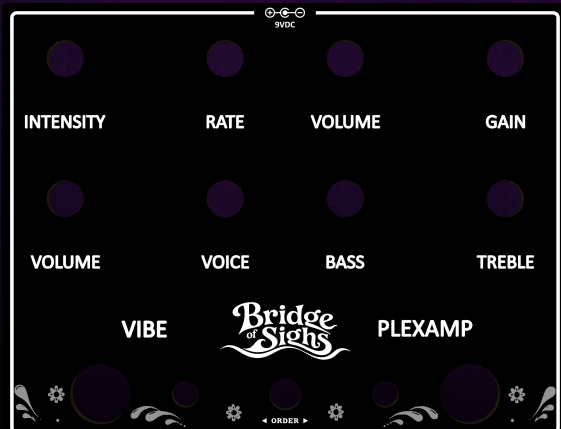 9VDC
INTENSITY RATE VOLUME GAIN
VOLUME VOICE BASS TREBLE
VIBE Bridge of Sighs PLEXAMP
◄ ORDER ►